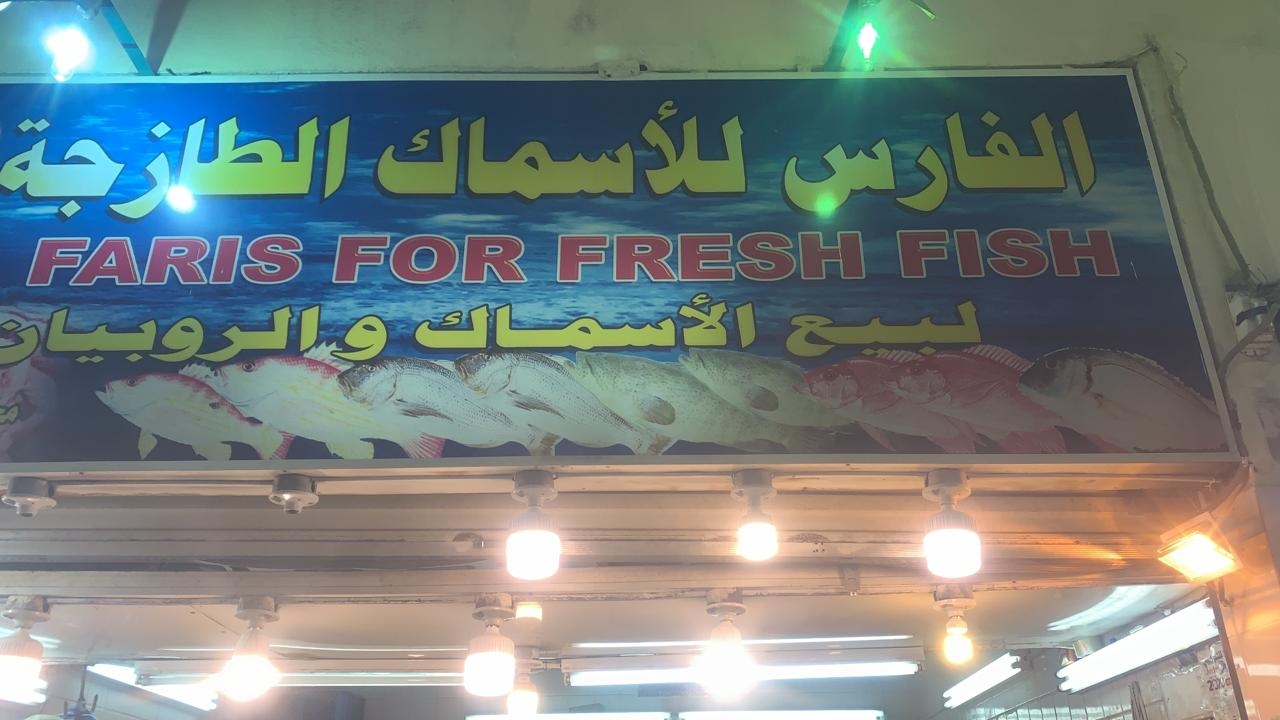 الفارس للأسماك الطازجة
FARIS FOR FRESH FISH
لبيع الأسماك والروبيان